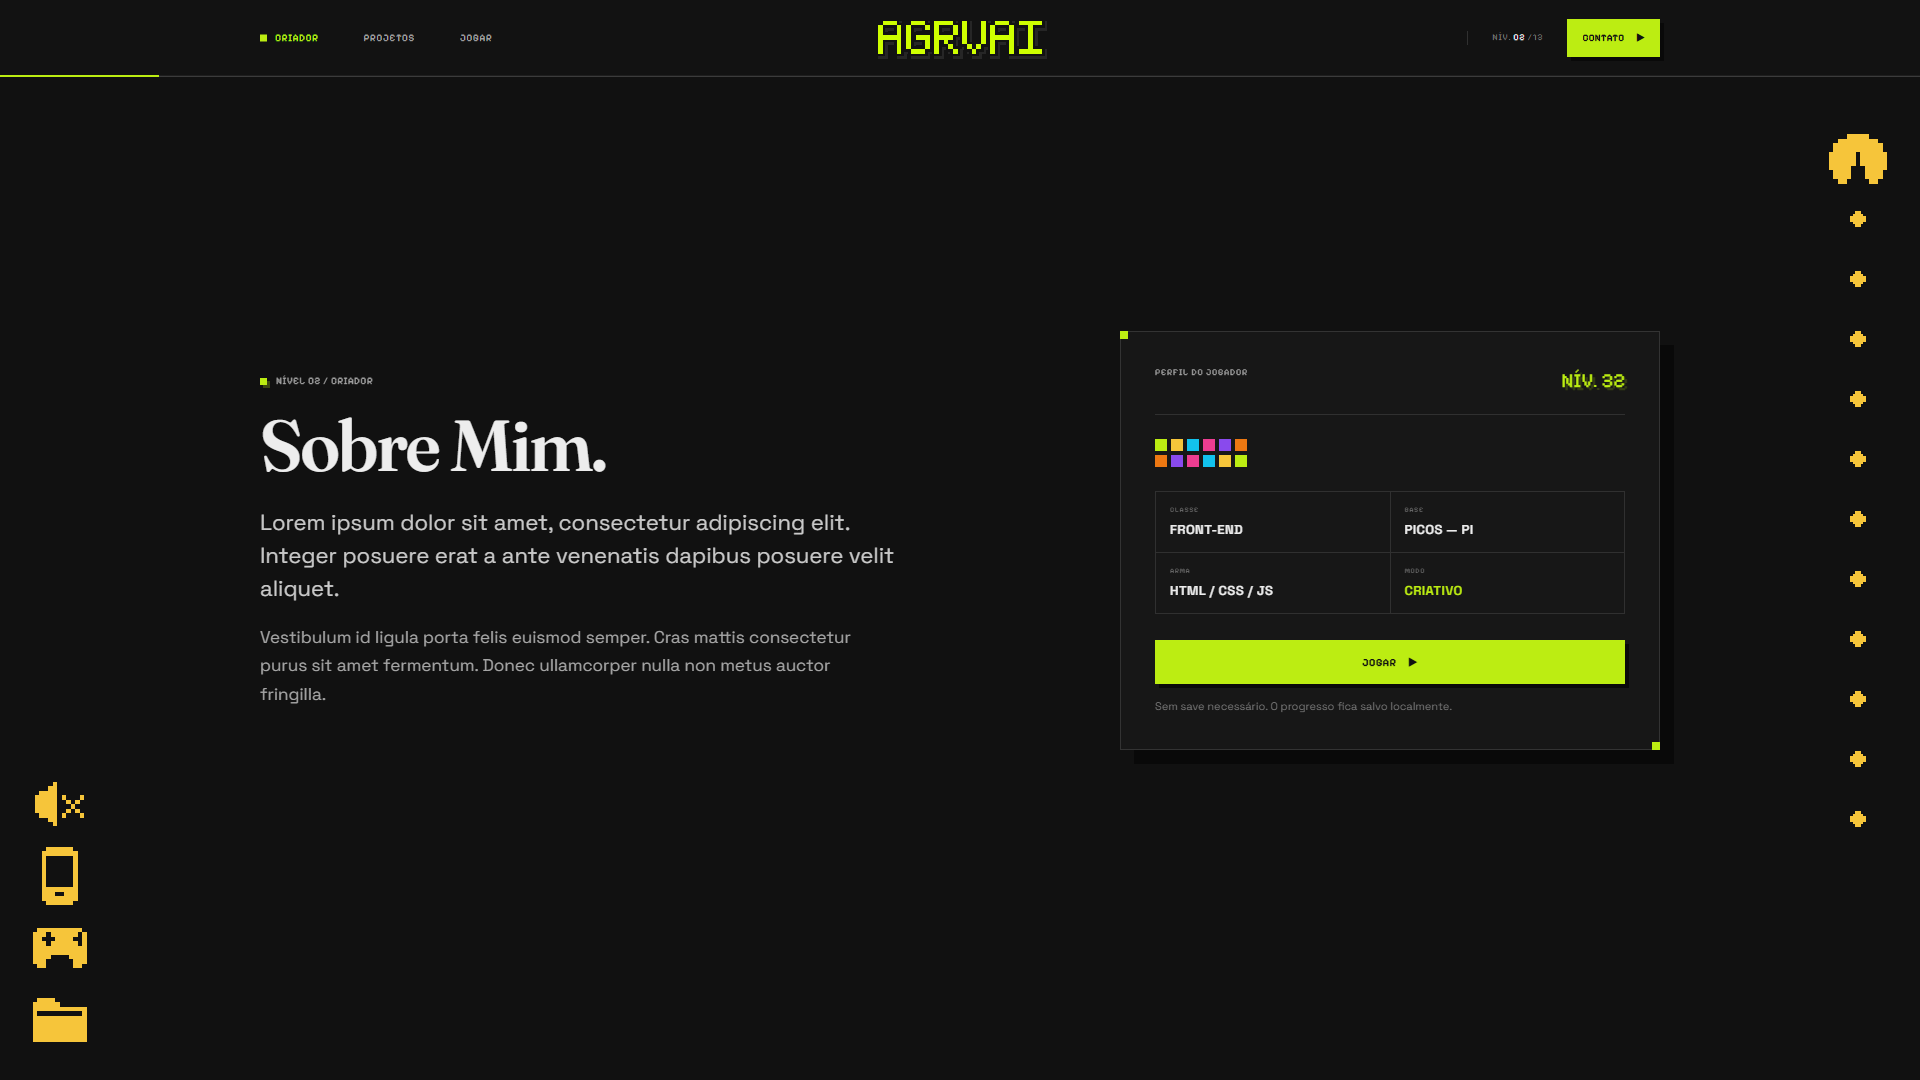 CRIADOR
PROJETOS
JOGAR
AGRVAI
NÍV. 02 / 13
CONTATO
NÍVEL 02 / CRIADOR
Sobre Mim.
Lorem ipsum dolor sit amet, consectetur adipiscing elit.
Integer posuere erat a ante venenatis dapibus posuere velit
aliquet.
Vestibulum id ligula porta felis euismod semper. Cras mattis consectetur
purus sit amet fermentum. Donec ullamcorper nulla non metus auctor
fringilla.
PERFIL DO JOGADOR
NÍV. 32
CLASSE
FRONT-END
BASE
PICOS — PI
ARMA
HTML / CSS / JS
MODO
CRIATIVO
JOGAR
Sem save necessário. O progresso fica salvo localmente.